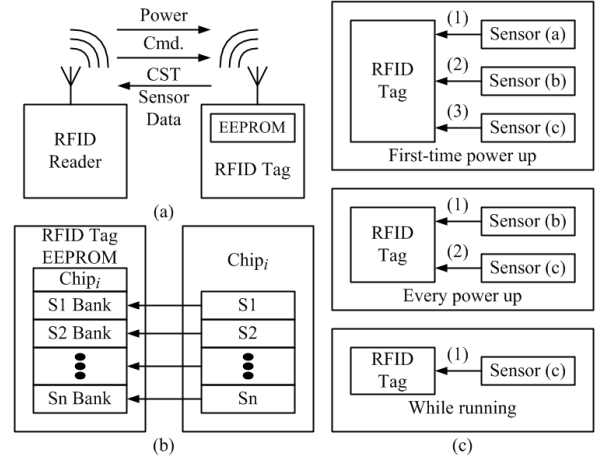 Power
Cmd.
CST
Sensor
Data
RFID
Reader
EEPROM
RFID Tag
(a)
RFID Tag
EEPROM
Chipi
S1 Bank
S2 Bank
Sn Bank
Chipi
S1
S2
Sn
(b)
RFID
Tag
(1)
Sensor (a)
(2)
Sensor (b)
(3)
Sensor (c)
First-time power up
RFID
Tag
(1)
Sensor (b)
(2)
Sensor (c)
Every power up
RFID
Tag
(1)
Sensor (c)
While running
(c)